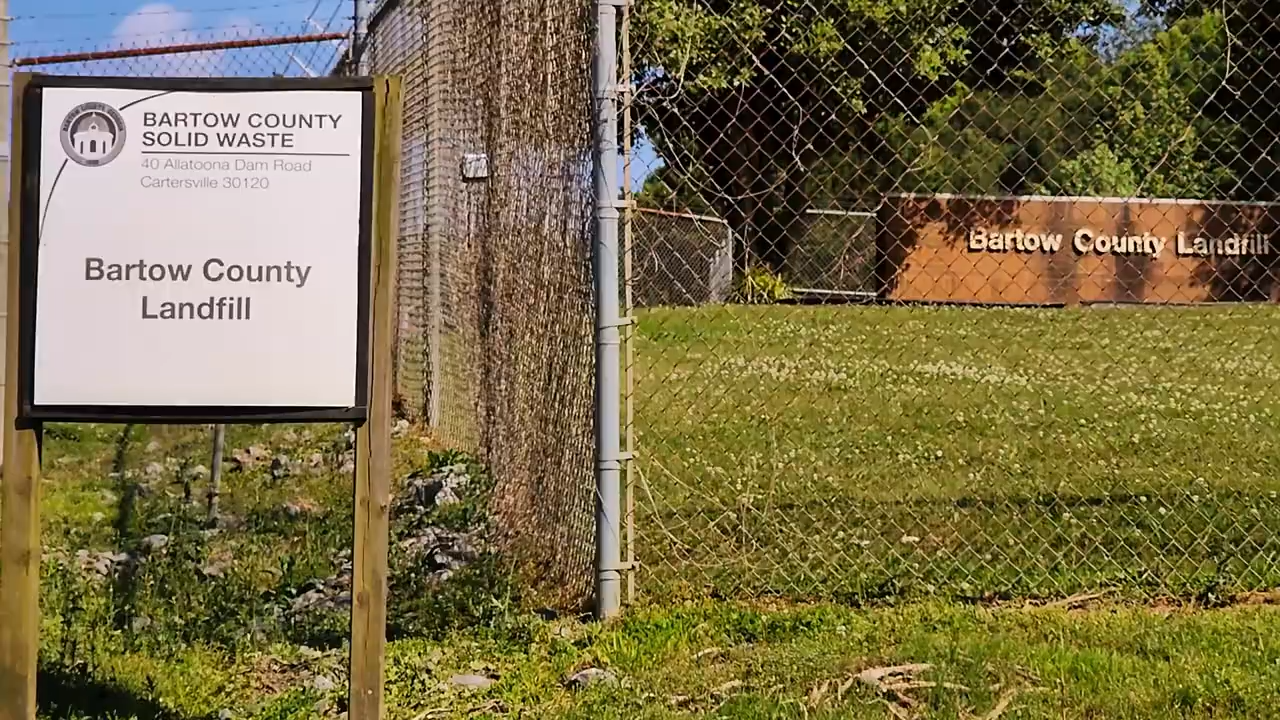 BARTOW COUNTY
SOLID WASTE
40 Allatoona Dam Road
Cartersville 30120
Bartow County
Landfill
Bartow County Landfill